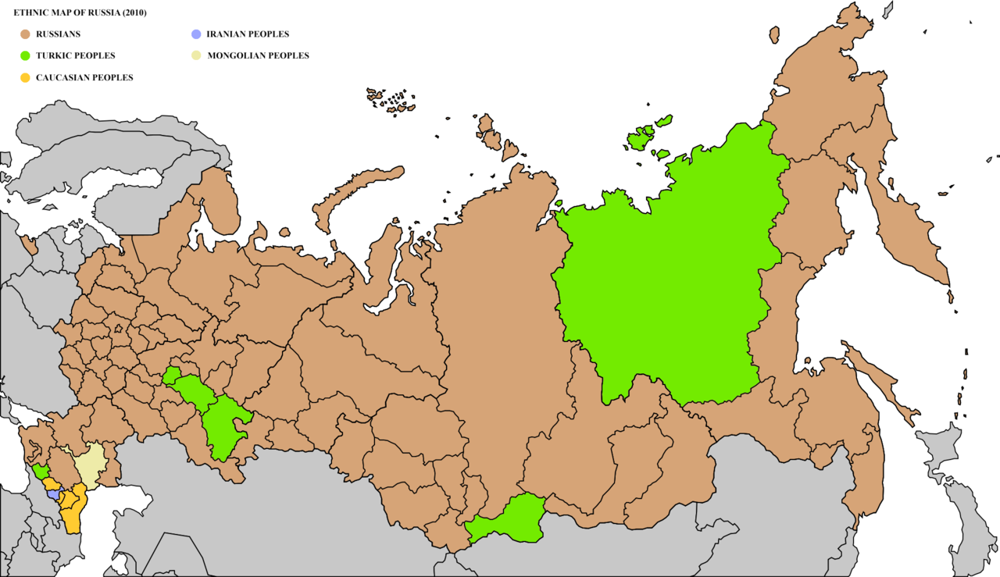 ETHNIC MAP OF RUSSIA (2010)
RUSSIANS
TURKIC PEOPLES
CAUCASIAN PEOPLES
IRANIAN PEOPLES
MONGOLIAN PEOPLES